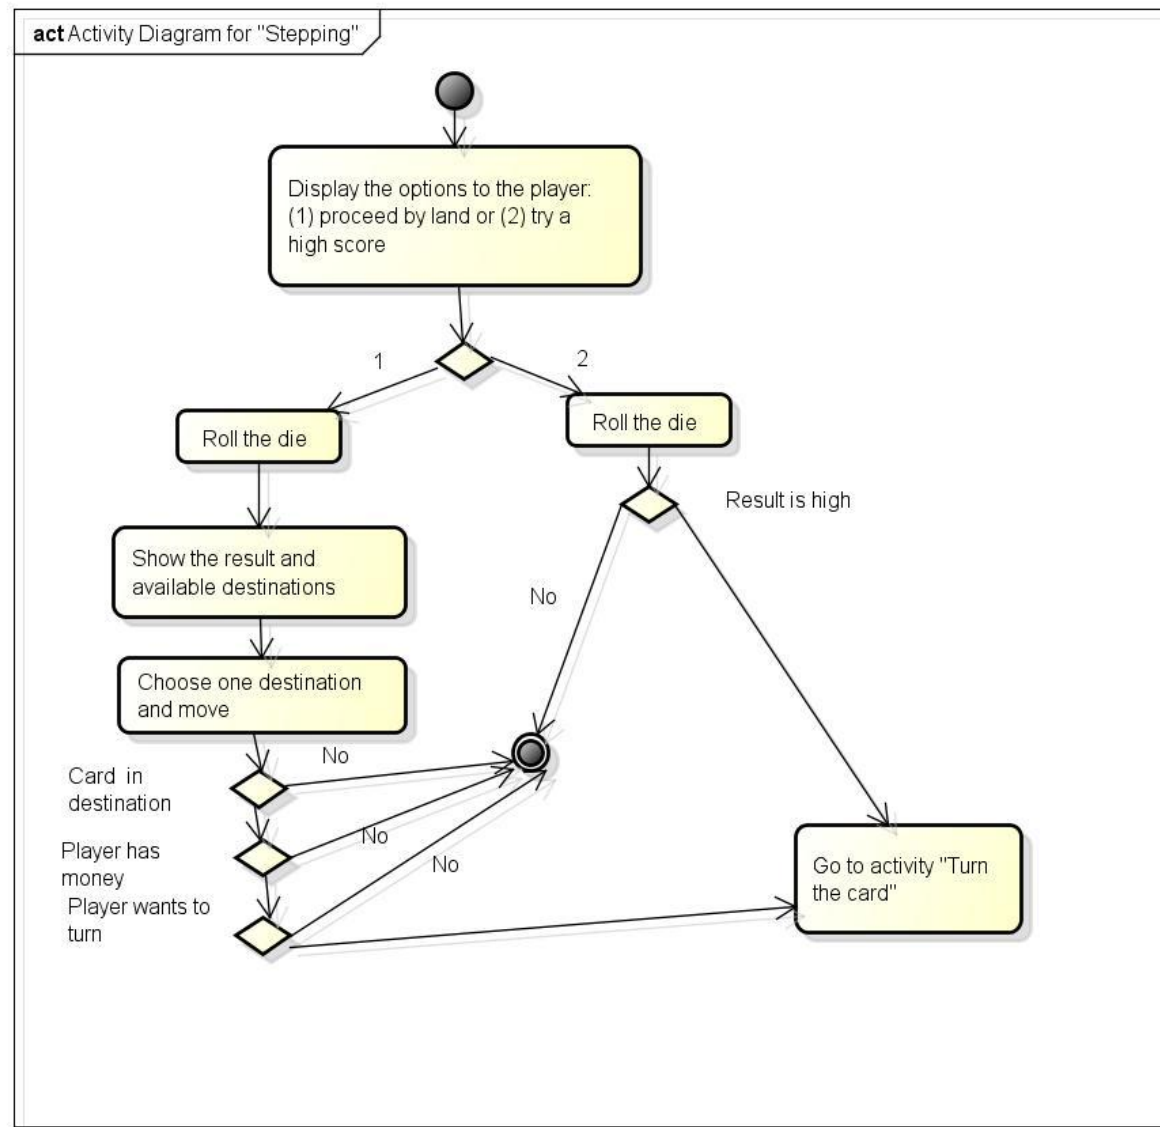 act Activity Diagram for "Stepping"
Display the options to the player:
(1) proceed by land or (2) try a
high score
1
2
Roll the die
Roll the die
Result is high
Show the result and
available destinations
No
Choose one destination
and move
No
Card in
destination
Player has
money
No
No
Player wants to
turn
Go to activity "Turn
the card"